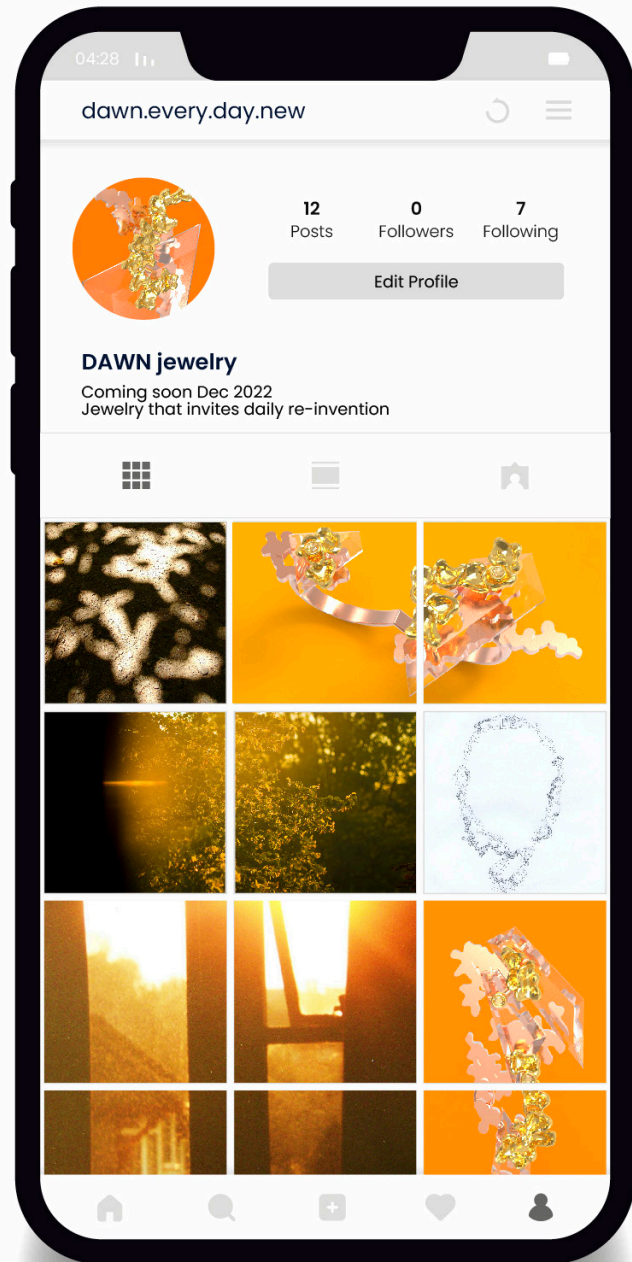 04:28
dawn.every.day.new
12 0 7
Posts Followers Following
Edit Profile
DAWN jewelry
Coming soon Dec 2022
Jewelry that invites daily re-invention